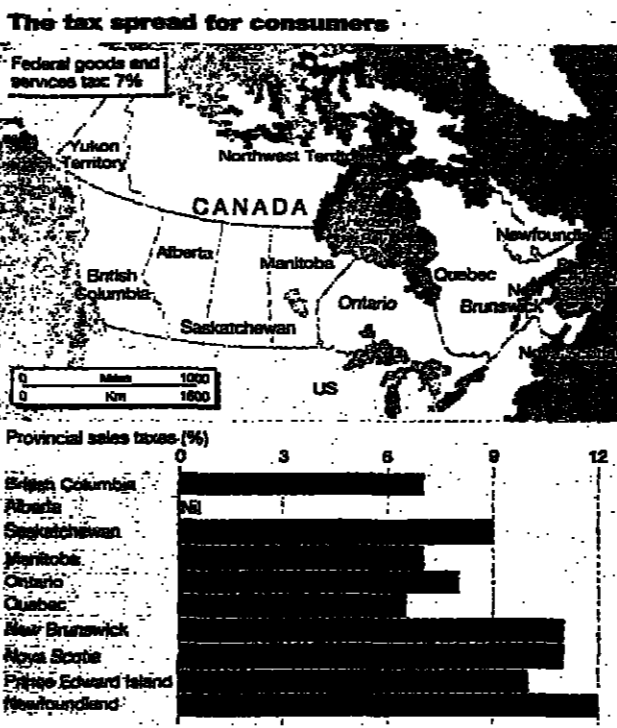 The tax spread for consumers
Federal goods and
services tax: 7%
Yukon
Territory
Northwest
CANADA
Alberta
British
Columbia
Manitoba
Saskatchewan
Ontario
Quebec
Brunswick
US
0 Miles 1000
0 Km 1600
Provincial sales taxes (%)
0 3 6 9 12
British Columbia
Alberta Nil
Saskatchewan
Manitoba
Ontario
Quebec
New Brunswick
Nova Scotia
Prince Edward Island
Newfoundland